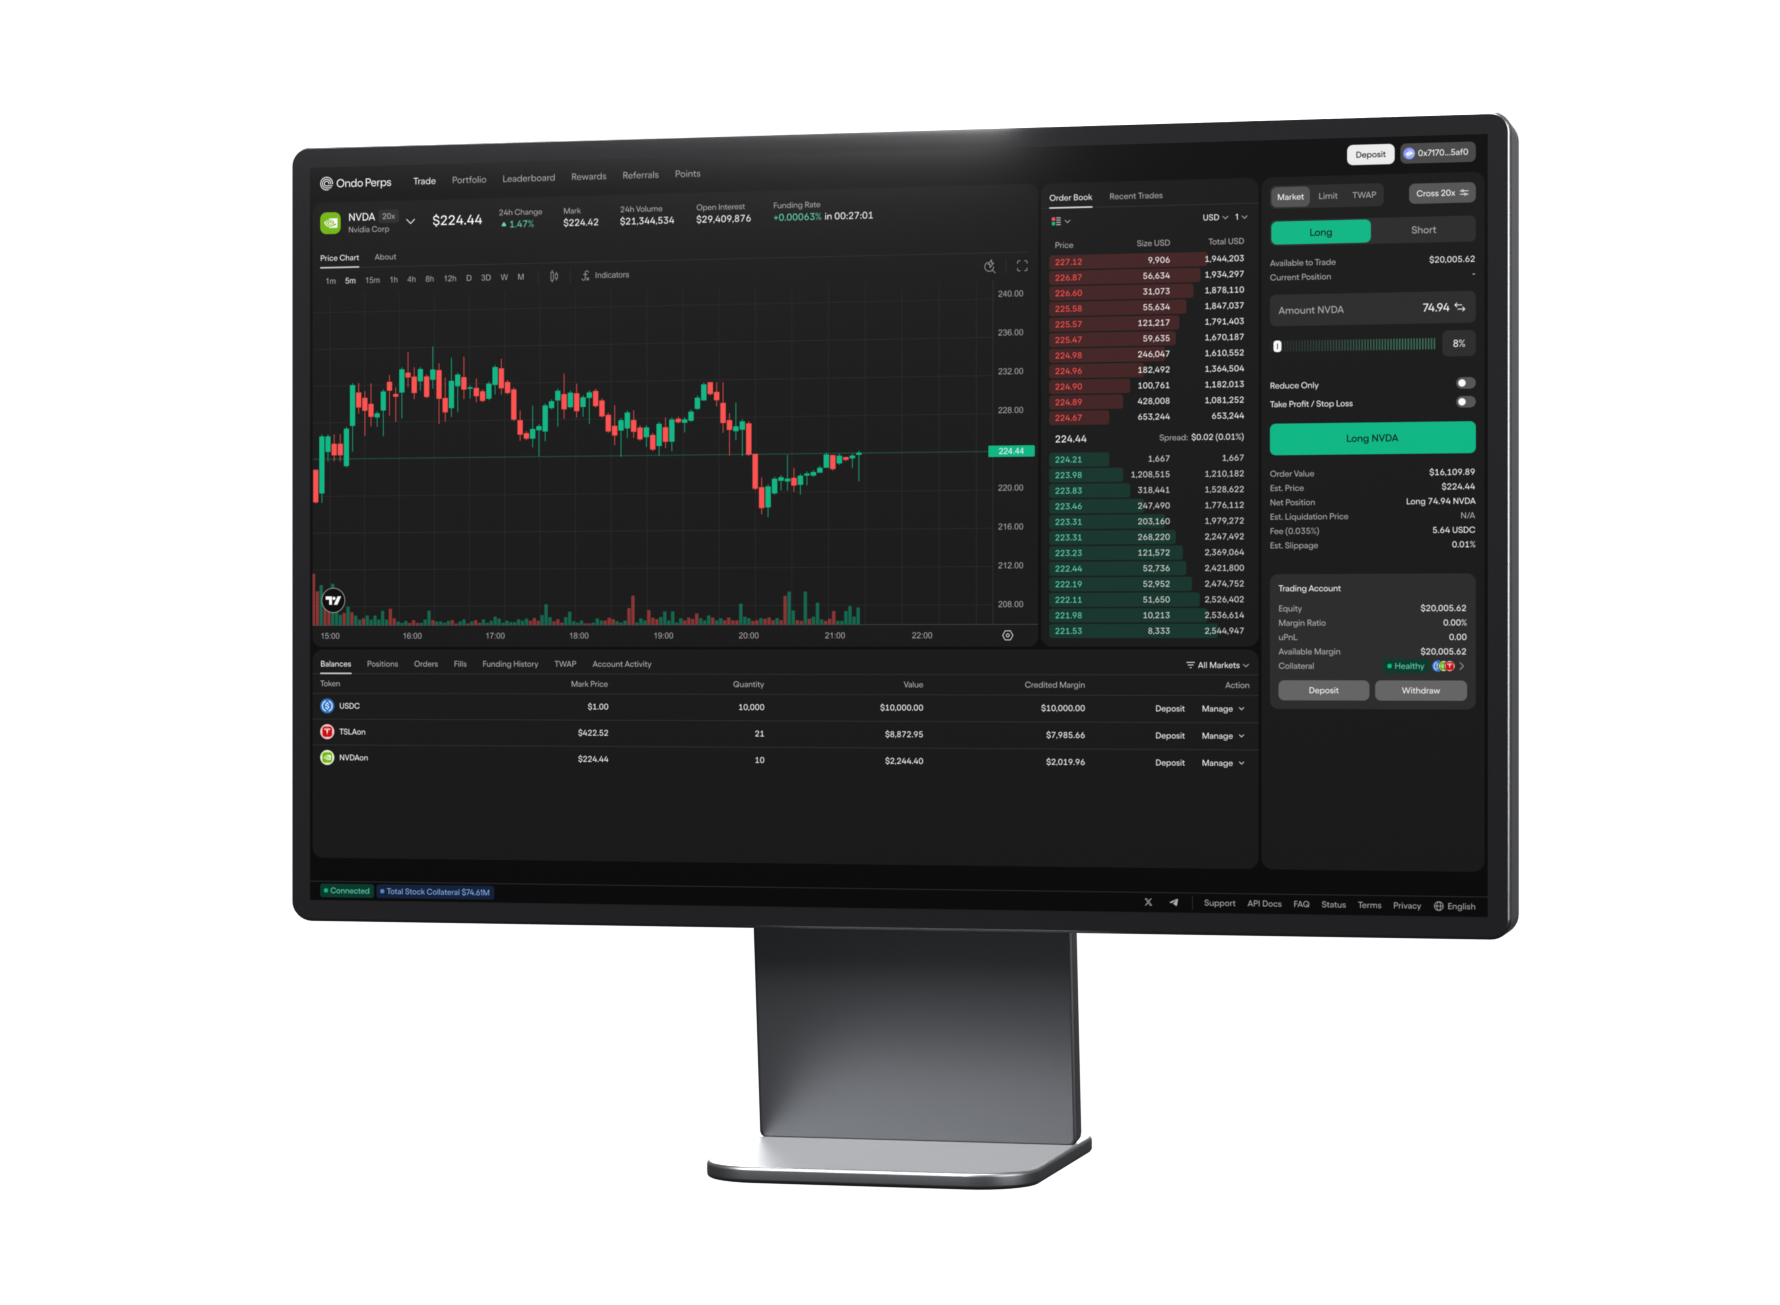 Ondo Perps Trade Portfolio Leaderboard Rewards Referrals Points Deposit 0x7170...5af0
NVDA 20x
Nvidia Corp
$224.44
24h Change
1.47%
Mark
$224.42
24h Volume
$21,344,534
Open Interest
$29,409,876
Funding Rate
+0.00063% in 00:27:01
Price Chart About
1m 5m 15m 1h 4h 8h 12h D 3D W M Indicators
240.00
236.00
232.00
228.00
224.44
220.00
216.00
212.00
208.00
15:00 16:00 17:00 18:00 19:00 20:00 21:00 22:00
Order Book Recent Trades
USD 1
Price Size USD Total USD
227.12 9,906 1,944,203
226.87 56,634 1,934,297
226.60 31,073 1,878,110
225.58 55,634 1,847,037
225.57 121,217 1,791,403
225.47 59,635 1,670,187
224.98 246,047 1,610,552
224.96 182,492 1,364,504
224.90 100,761 1,182,013
224.89 428,008 1,081,252
224.67 653,244 653,244
224.44 Spread: $0.02 (0.01%)
224.21 1,667 1,667
223.98 1,208,515 1,210,182
223.83 318,441 1,528,622
223.46 247,490 1,776,112
223.31 203,160 1,979,272
223.31 268,220 2,247,492
223.23 121,572 2,369,064
222.44 52,736 2,421,800
222.19 52,952 2,474,752
222.11 51,650 2,526,402
221.98 10,213 2,536,614
221.53 8,333 2,544,947
Market Limit TWAP Cross 20x
Long Short
Available to Trade $20,005.62
Current Position -
Amount NVDA 74.94
8%
Reduce Only
Take Profit / Stop Loss
Long NVDA
Order Value $16,109.89
Est. Price $224.44
Net Position Long 74.94 NVDA
Est. Liquidation Price N/A
Fee (0.035%) 5.64 USDC
Est. Slippage 0.01%
Trading Account
Equity $20,005.62
Margin Ratio 0.00%
uPnL 0.00
Available Margin $20,005.62
Collateral Healthy
Deposit Withdraw
Balances Positions Orders Fills Funding History TWAP Account Activity All Markets
Token Mark Price Quantity Value Credited Margin Action
USDC $1.00 10,000 $10,000.00 $10,000.00 Deposit Manage
TSLAon $422.52 21 $8,872.95 $7,985.66 Deposit Manage
NVDAon $224.44 10 $2,244.40 $2,019.96 Deposit Manage
Connected Total Stock Collateral $74.61M
Support API Docs FAQ Status Terms Privacy English